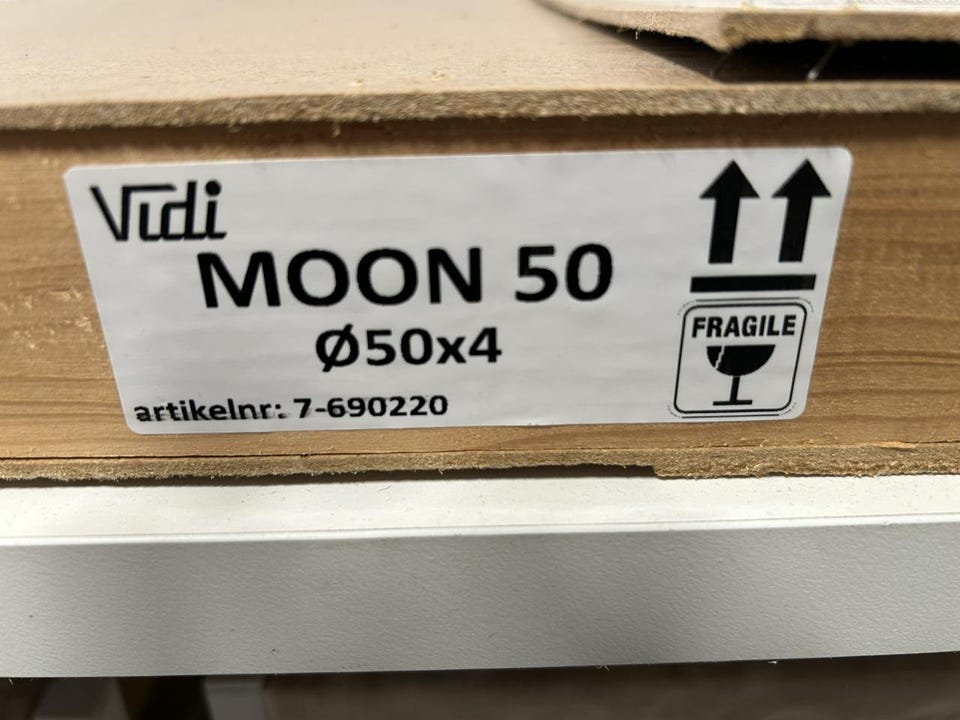 Vidi
MOON 50
Ø50x4
artikelnr: 7-690220
FRAGILE